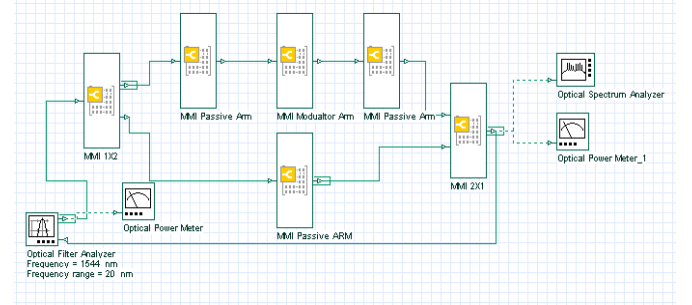 MMI Passive Arm
MMI Modualtor Arm
MMI Passive Arm
Optical Spectrum Analyzer
MMI 1X2
Optical Power Meter_1
MMI 2X1
Optical Power Meter
MMI Passive ARM
Optical Filter Analyzer
Frequency = 1544 nm
Frequency range = 20 nm